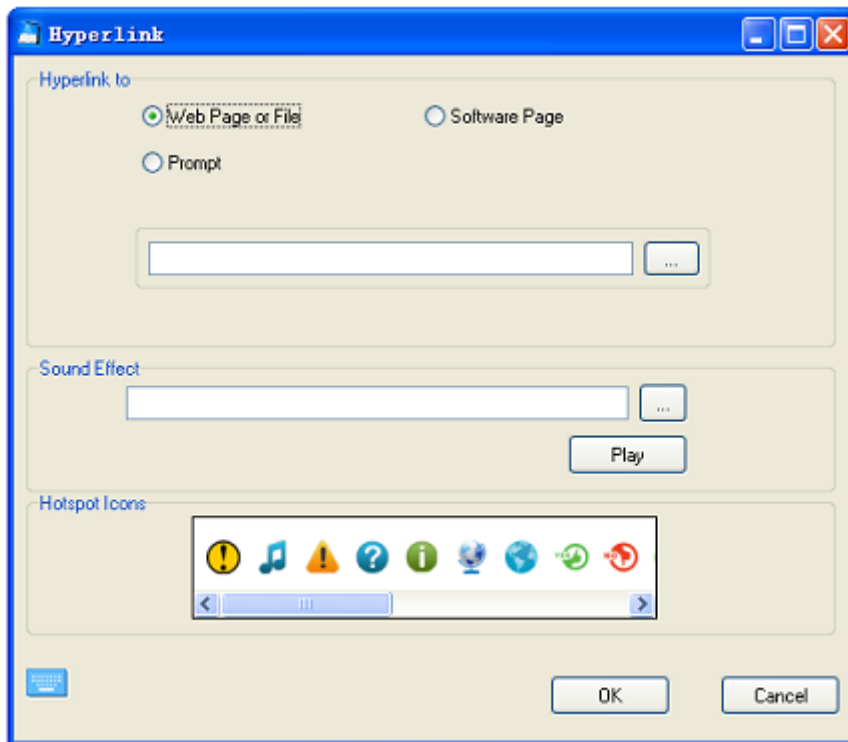 Hyperlink
Hyperlink to
Web Page or File Software Page
Prompt
...
Sound Effect
...
Play
Hotspot Icons
OK Cancel